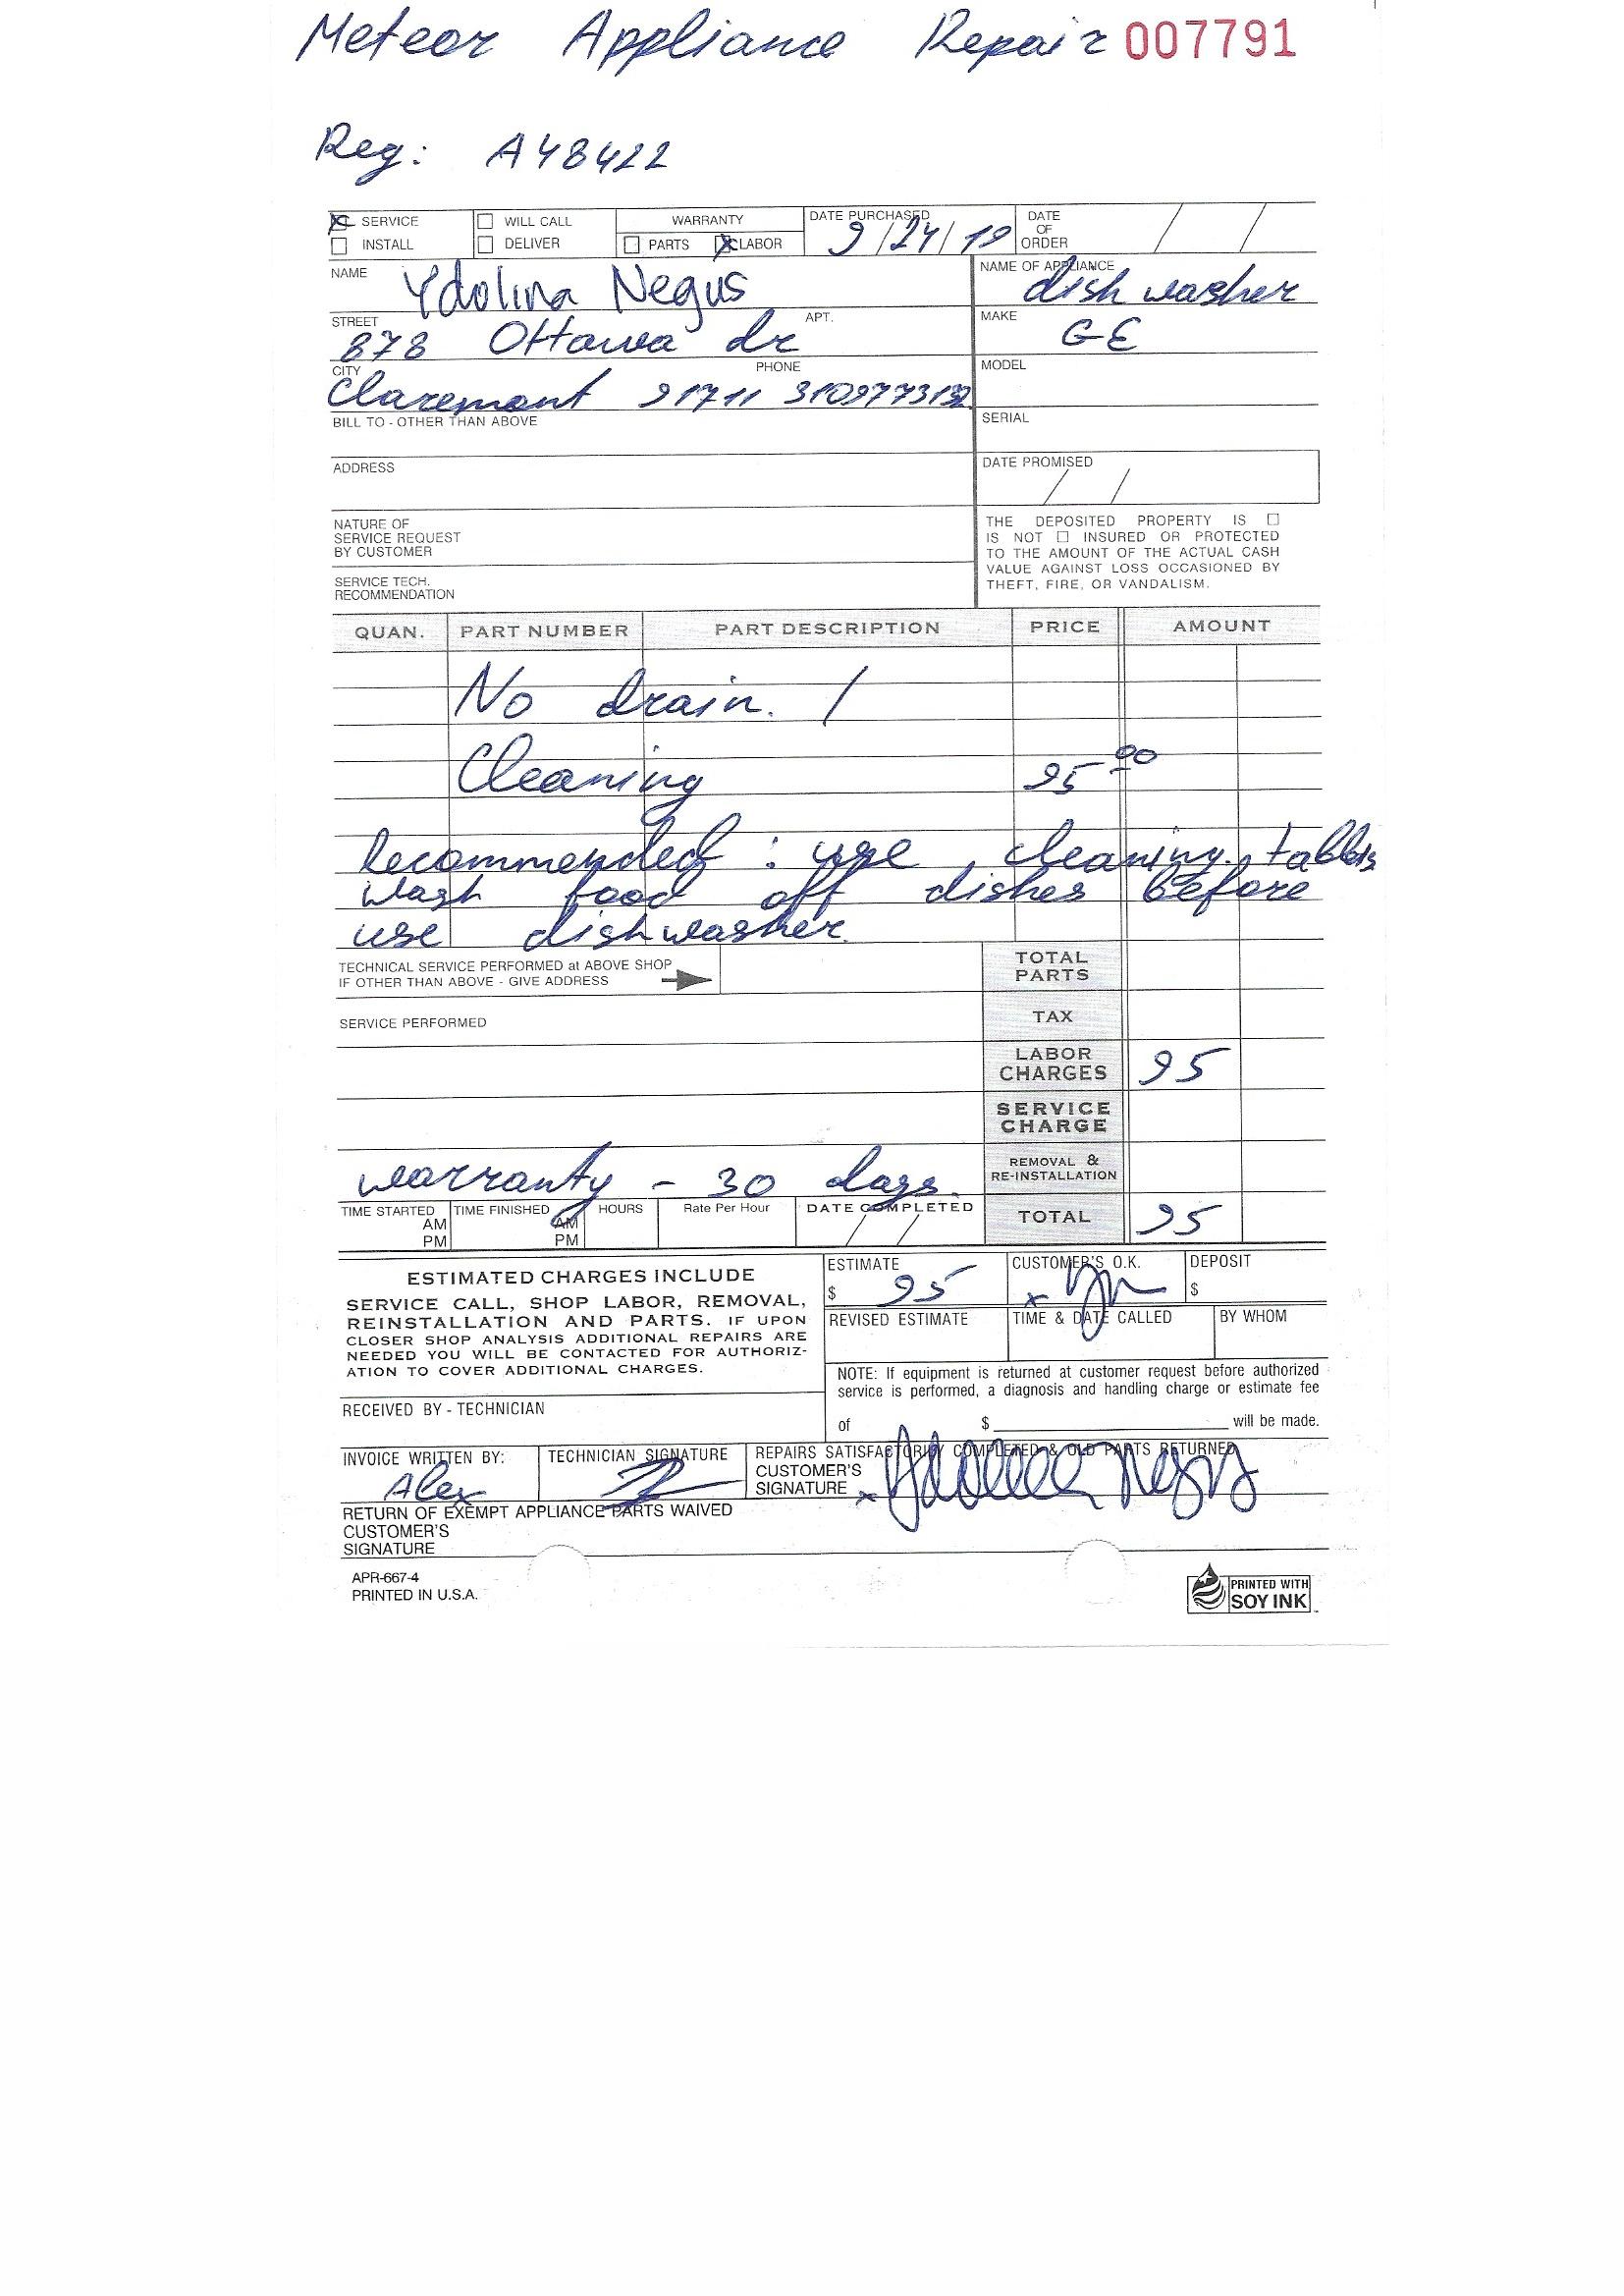 Meteor Appliance Repair 007791
Reg: A48422
SERVICE WILL CALL WARRANTY DATE PURCHASED 9/24/19 DATE OF ORDER / /
INSTALL DELIVER PARTS LABOR
NAME Ydolina Negus NAME OF APPLIANCE dish washer
STREET 878 Ottawa dr APT. MAKE GE
CITY Claremont 91711 PHONE 3109773132 MODEL
BILL TO - OTHER THAN ABOVE SERIAL
ADDRESS DATE PROMISED / /
NATURE OF
SERVICE REQUEST
BY CUSTOMER
SERVICE TECH.
RECOMMENDATION
THE DEPOSITED PROPERTY IS
IS NOT INSURED OR PROTECTED
TO THE AMOUNT OF THE ACTUAL CASH
VALUE AGAINST LOSS OCCASIONED BY
THEFT, FIRE, OR VANDALISM.
QUAN. PART NUMBER PART DESCRIPTION PRICE AMOUNT
No drain. /
Cleaning 95 00
Recommended : use cleaning tablets
wash food off dishes before
use dishwasher.
TECHNICAL SERVICE PERFORMED at ABOVE SHOP
IF OTHER THAN ABOVE - GIVE ADDRESS
TOTAL PARTS
SERVICE PERFORMED
TAX
LABOR CHARGES 95
SERVICE CHARGE
warranty - 30 days.
REMOVAL & RE-INSTALLATION
TIME STARTED AM PM TIME FINISHED AM PM HOURS Rate Per Hour DATE COMPLETED / / TOTAL 95
ESTIMATED CHARGES INCLUDE
SERVICE CALL, SHOP LABOR, REMOVAL,
REINSTALLATION AND PARTS. IF UPON
CLOSER SHOP ANALYSIS ADDITIONAL REPAIRS ARE
NEEDED YOU WILL BE CONTACTED FOR AUTHORIZ-
ATION TO COVER ADDITIONAL CHARGES.
ESTIMATE $ 95 CUSTOMER'S O.K. x DEPOSIT $
REVISED ESTIMATE TIME & DATE CALLED BY WHOM
NOTE: If equipment is returned at customer request before authorized
service is performed, a diagnosis and handling charge or estimate fee
of $ will be made.
RECEIVED BY - TECHNICIAN
INVOICE WRITTEN BY: Alex TECHNICIAN SIGNATURE REPAIRS SATISFACTORILY COMPLETED & OLD PARTS RETURNED
CUSTOMER'S
SIGNATURE x Ydolina Negus
RETURN OF EXEMPT APPLIANCE PARTS WAIVED
CUSTOMER'S
SIGNATURE
APR-667-4
PRINTED IN U.S.A.
PRINTED WITH
SOY INK